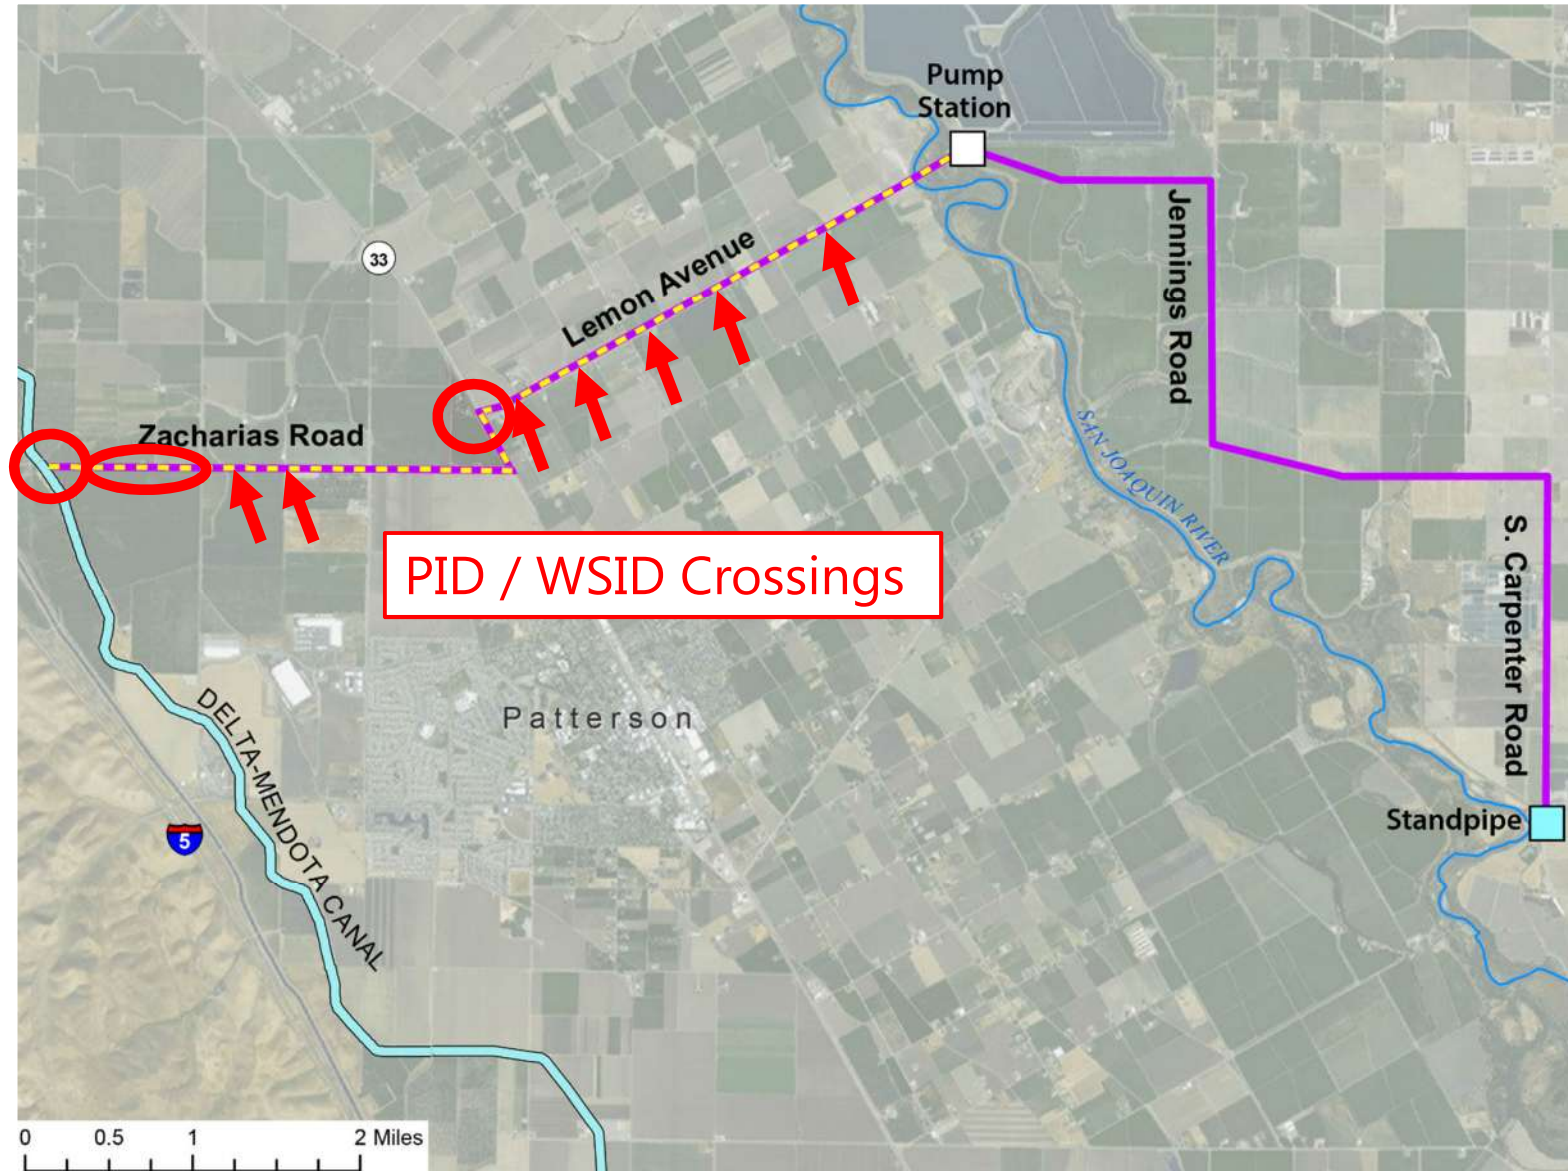 Pump
Station
33
Lemon Avenue
Jennings Road
Zacharias Road
SAN JOAQUIN RIVER
PID / WSID Crossings
S. Carpenter Road
Patterson
DELTA-MENDOTA CANAL
5
Standpipe
0 0.5 1 2 Miles